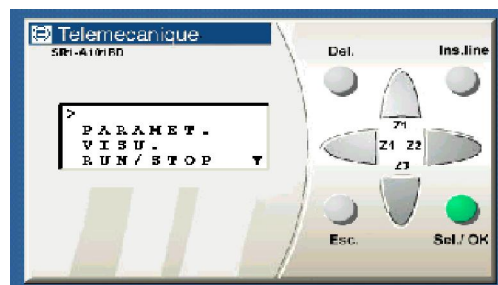 Telemecanique
SR1-A101BD
>
PARAMET.
VISU.
RUN/STOP ▼
Del.
Ins.line
Z1
Z4 Z2
Z3
Esc.
Sel./ OK